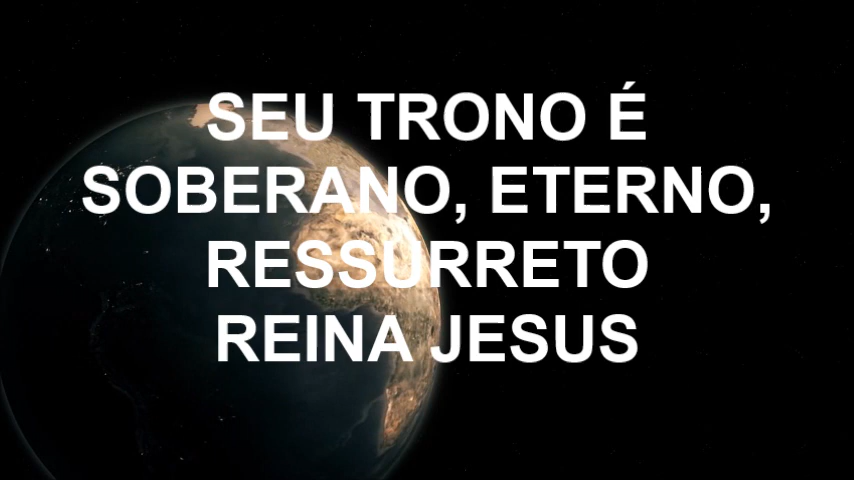 SEU TRONO É
SOBERANO, ETERNO,
RESSURRETO
REINA JESUS